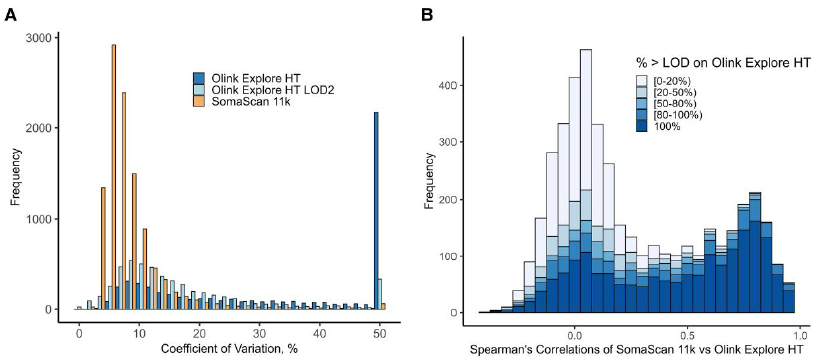 A
3000
2000
1000
0
Frequency
Olink Explore HT
Olink Explore HT LOD2
SomaScan 11k
0 10 20 30 40 50
Coefficient of Variation, %
B
400
300
200
100
0
Frequency
% > LOD on Olink Explore HT
[0-20%)
[20-50%)
[50-80%)
[80-100%)
100%
0.0 0.5 1.0
Spearman's Correlations of SomaScan 11k vs Olink Explore HT